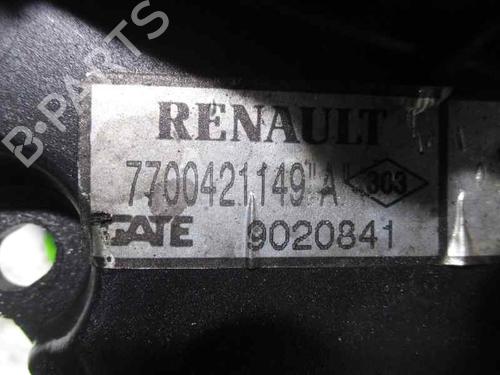 B-PARTS
RENAULT
7700421149"A" 303
GATE 9020841